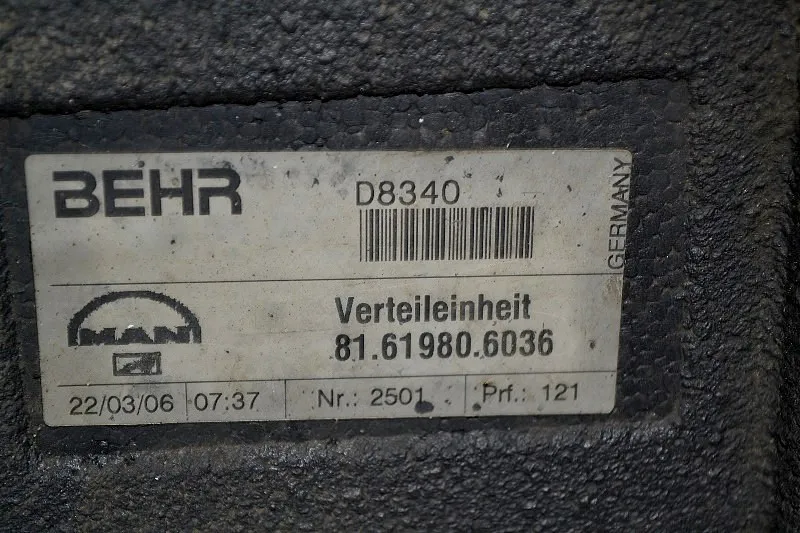 BEHR
D8340
GERMANY
MAN
Verteileinheit
81.61980.6036
22/03/06 07:37 Nr.: 2501 Prf.: 121